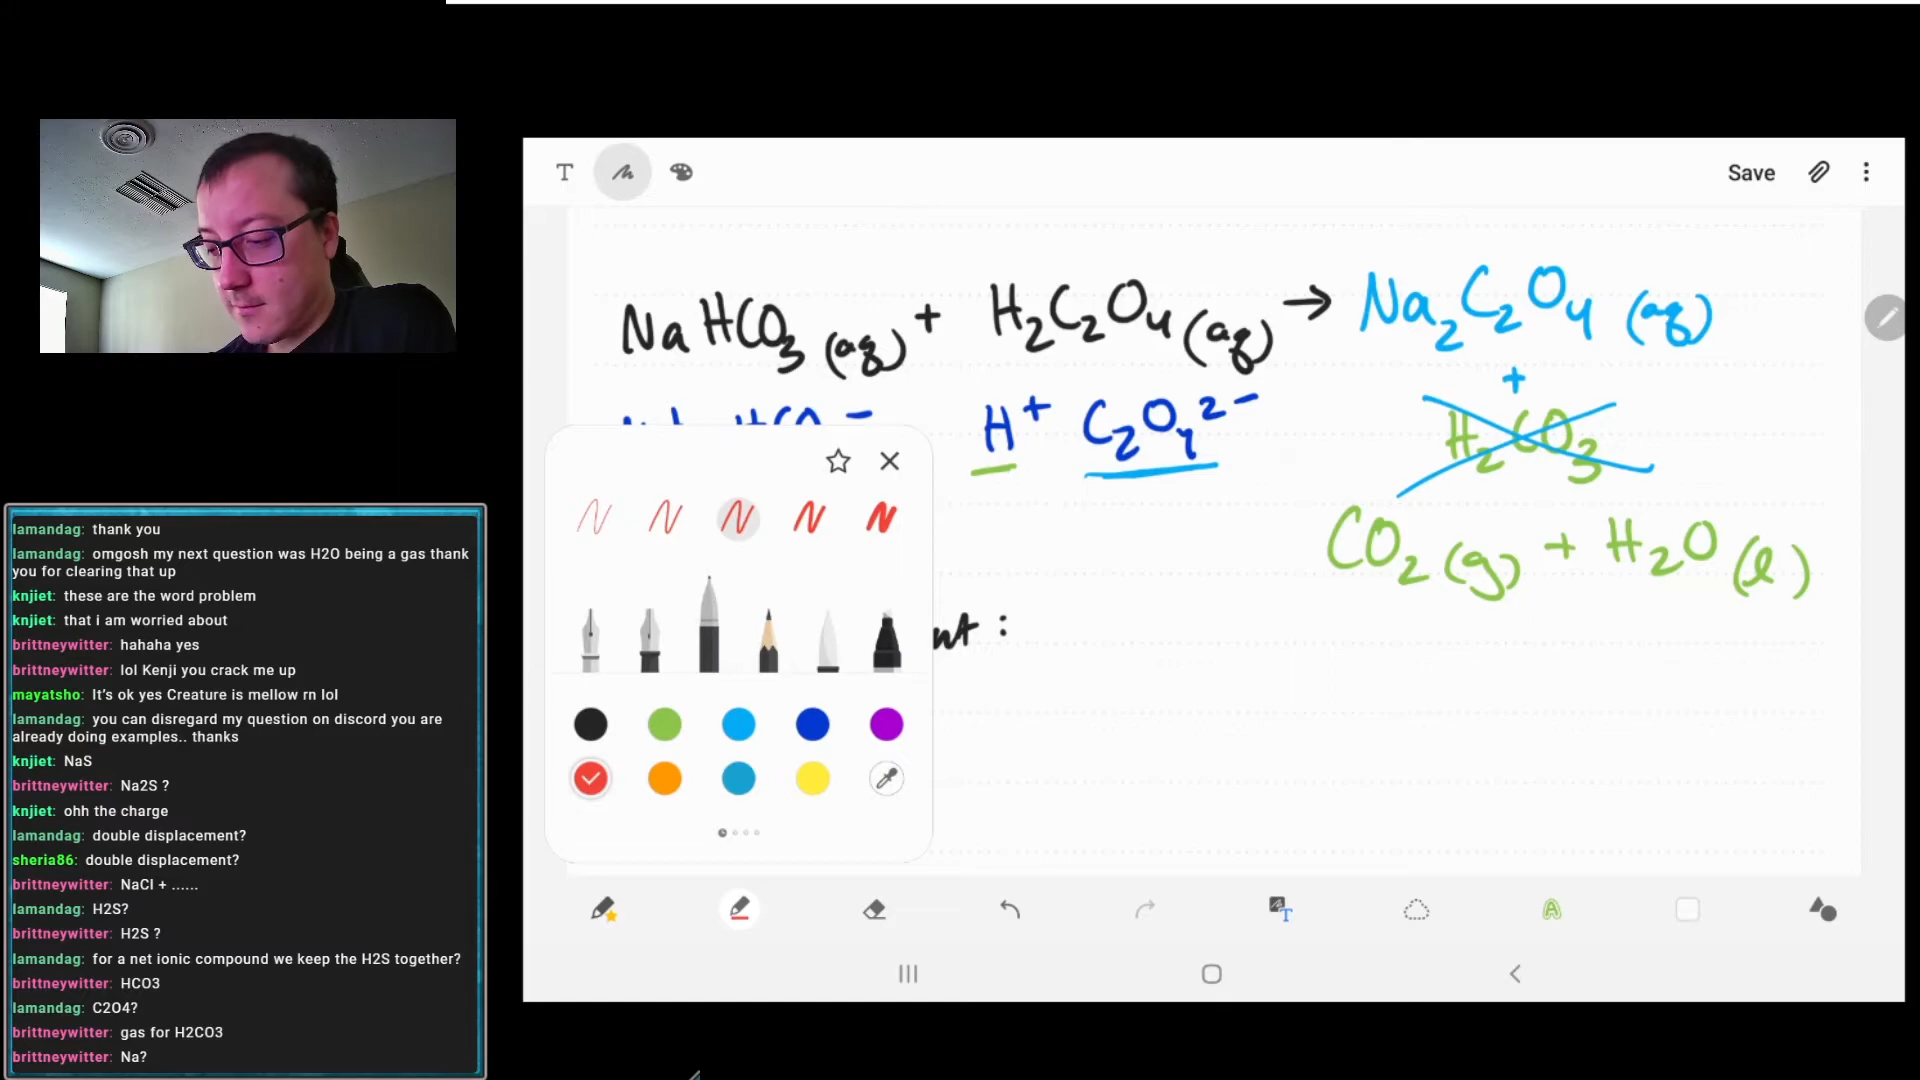 T
Save
NaHCO3 (aq) + H2C2O4 (aq) → Na2C2O4 (aq)
+
H+ C2O4 2-
H2CO3
CO2 (g) + H2O (l)
nt :
lamandag: thank you
lamandag: omgosh my next question was H2O being a gas thank
you for clearing that up
knjiet: these are the word problem
knjiet: that i am worried about
brittneywitter: hahaha yes
brittneywitter: lol Kenji you crack me up
mayatsho: It’s ok yes Creature is mellow rn lol
lamandag: you can disregard my question on discord you are
already doing examples.. thanks
knjiet: NaS
brittneywitter: Na2S ?
knjiet: ohh the charge
lamandag: double displacement?
sheria86: double displacement?
brittneywitter: NaCl + ......
lamandag: H2S?
brittneywitter: H2S ?
lamandag: for a net ionic compound we keep the H2S together?
brittneywitter: HCO3
lamandag: C2O4?
brittneywitter: gas for H2CO3
brittneywitter: Na?